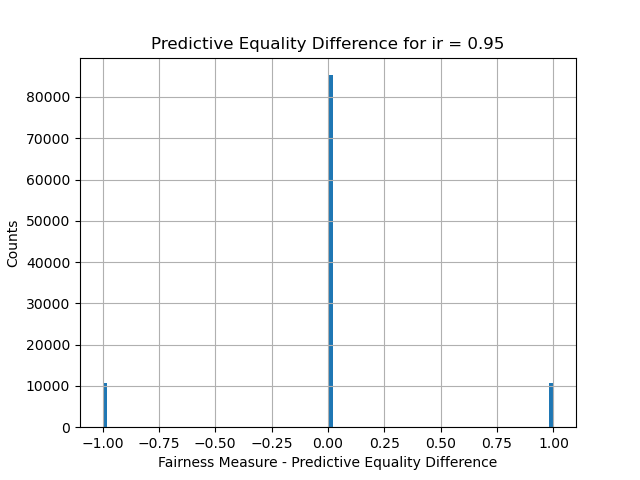 Predictive Equality Difference for ir = 0.95
80000
70000
60000
50000
40000
30000
20000
10000
0
Counts
−1.00 −0.75 −0.50 −0.25 0.00 0.25 0.50 0.75 1.00
Fairness Measure - Predictive Equality Difference